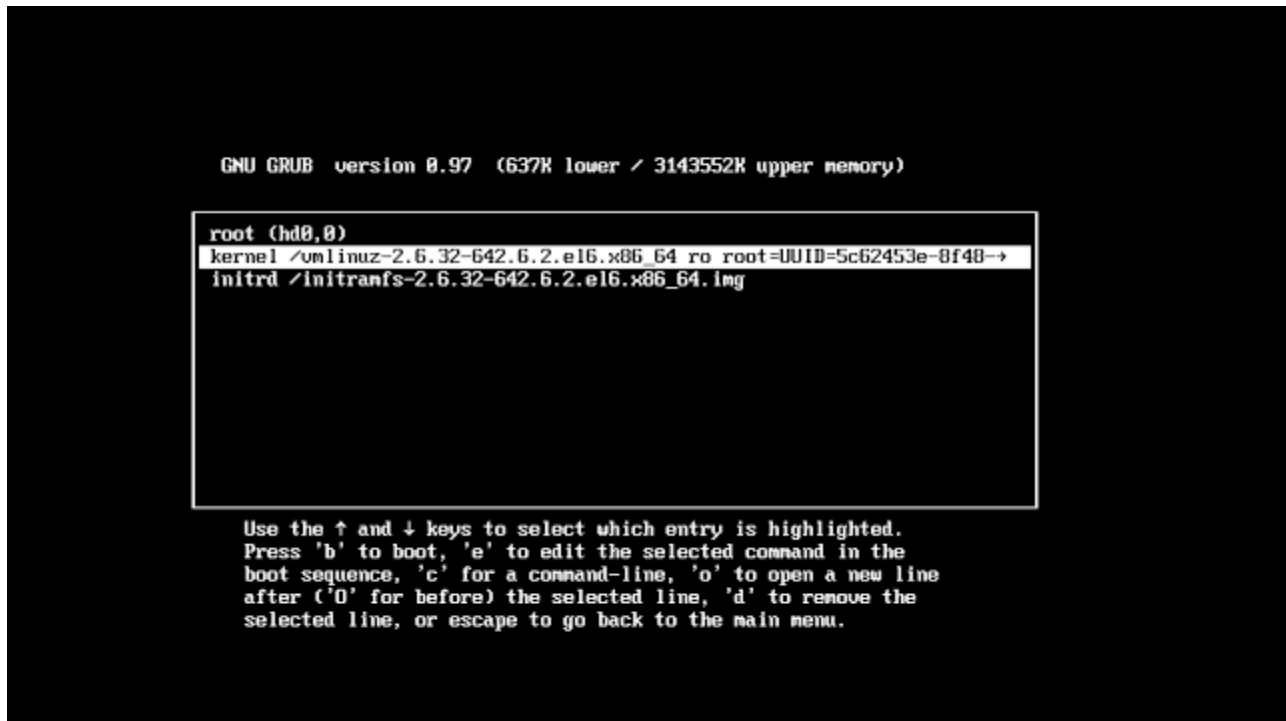 GNU GRUB  version 0.97  (637K lower / 3143552K upper memory)
root (hd0,0)
kernel /vmlinuz-2.6.32-642.6.2.el6.x86_64 ro root=UUID=5c62453e-8f48-→
initrd /initramfs-2.6.32-642.6.2.el6.x86_64.img
Use the ↑ and ↓ keys to select which entry is highlighted.
Press 'b' to boot, 'e' to edit the selected command in the
boot sequence, 'c' for a command-line, 'o' to open a new line
after ('O' for before) the selected line, 'd' to remove the
selected line, or escape to go back to the main menu.